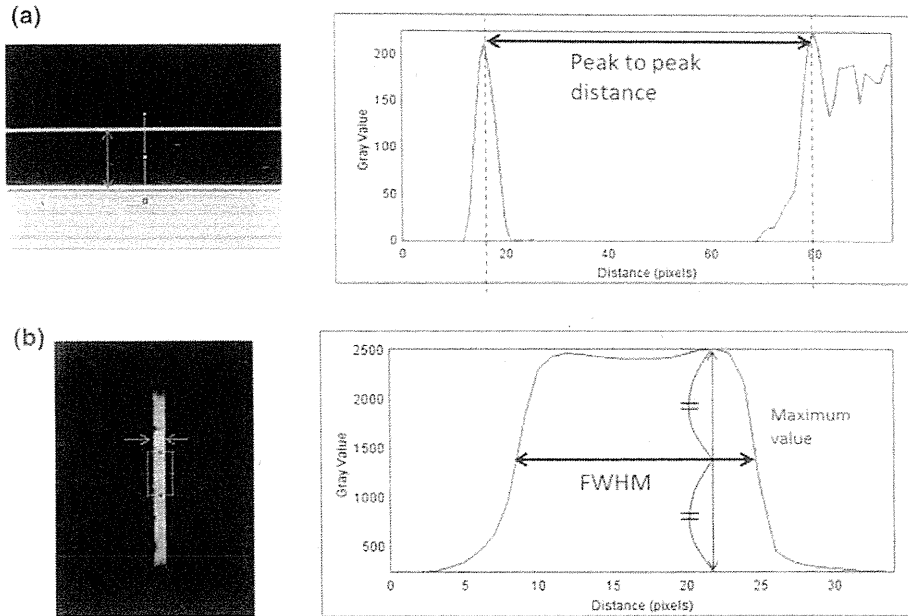 (a)
200
150
100
50
0
Gray Value
Peak to peak
distance
0
20
40
60
80
Distance (pixels)
(b)
2500
2000
1500
1000
500
Gray Value
Maximum
value
FWHM
0
5
10
15
20
25
30
Distance (pixels)